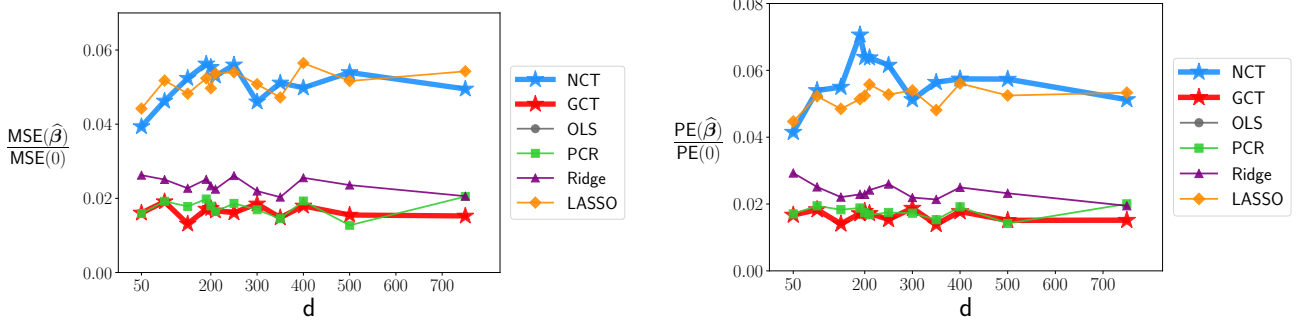 0.06
0.04
0.02
0.00
MSE(β̂)
MSE(0)
50
200
300
400
500
700
d
NCT
GCT
OLS
PCR
Ridge
LASSO
0.08
0.06
0.04
0.02
0.00
PE(β̂)
PE(0)
50
200
300
400
500
700
d
NCT
GCT
OLS
PCR
Ridge
LASSO